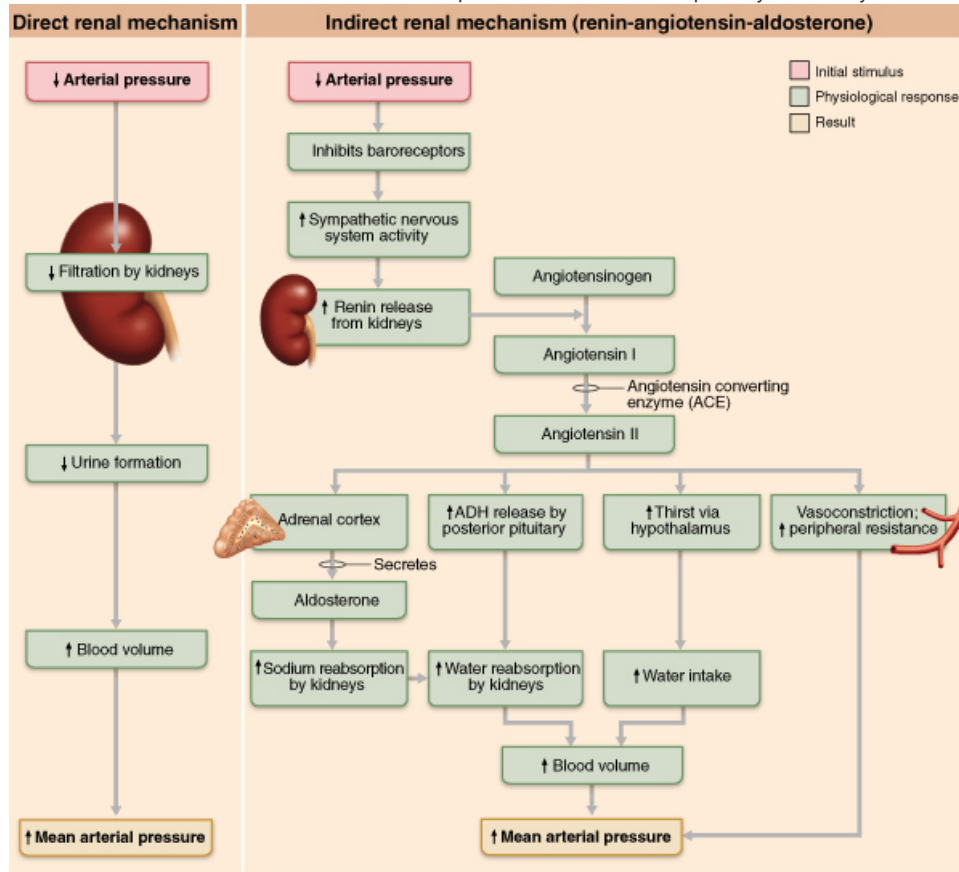 Direct renal mechanism
Indirect renal mechanism (renin-angiotensin-aldosterone)
↓ Arterial pressure
↓ Filtration by kidneys
↓ Urine formation
↑ Blood volume
↑ Mean arterial pressure
↓ Arterial pressure
Initial stimulus
Physiological response
Result
Inhibits baroreceptors
↑ Sympathetic nervous
system activity
↑ Renin release
from kidneys
Angiotensinogen
Angiotensin I
Angiotensin converting
enzyme (ACE)
Angiotensin II
Adrenal cortex
Secretes
Aldosterone
↑ Sodium reabsorption
by kidneys
↑ ADH release by
posterior pituitary
↑ Water reabsorption
by kidneys
↑ Thirst via
hypothalamus
↑ Water intake
Vasoconstriction;
↑ peripheral resistance
↑ Blood volume
↑ Mean arterial pressure